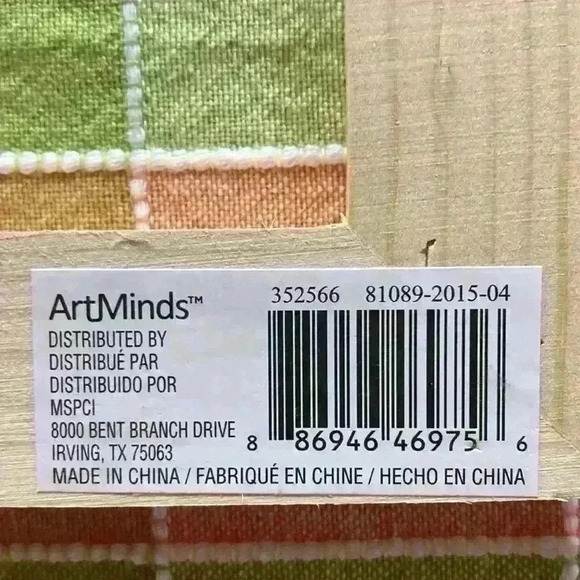 ArtMinds™
DISTRIBUTED BY
DISTRIBUÉ PAR
DISTRIBUIDO POR
MSPCI
8000 BENT BRANCH DRIVE
IRVING, TX 75063
352566 81089-2015-04
8 86946 46975 6
MADE IN CHINA / FABRIQUÉ EN CHINE / HECHO EN CHINA